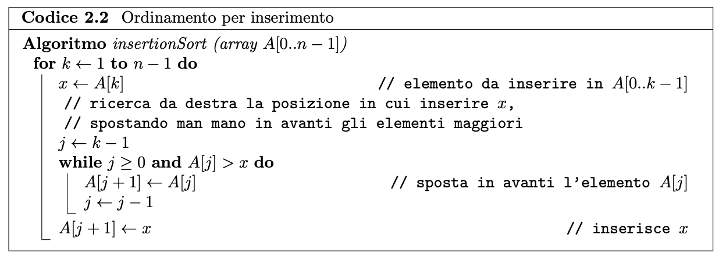 Codice 2.2 Ordinamento per inserimento
Algoritmo insertionSort (array A[0..n − 1])
for k ← 1 to n − 1 do
x ← A[k] // elemento da inserire in A[0..k − 1]
// ricerca da destra la posizione in cui inserire x,
// spostando man mano in avanti gli elementi maggiori
j ← k − 1
while j ≥ 0 and A[j] > x do
A[j + 1] ← A[j] // sposta in avanti l'elemento A[j]
j ← j − 1
A[j + 1] ← x // inserisce x